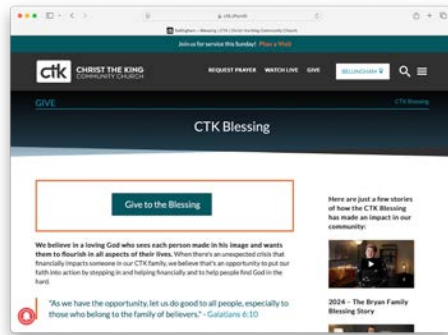 ctk.church
Bellingham – Blessing | CTK | Christ the King Community Church
Join us for service this Sunday! Plan a Visit
ctk
CHRIST THE KING
COMMUNITY CHURCH
REQUEST PRAYER WATCH LIVE GIVE
BELLINGHAM
GIVE
CTK Blessing
CTK Blessing
Give to the Blessing
We believe in a loving God who sees each person made in his image and wants
them to flourish in all aspects of their lives. When there's an unexpected crisis that
financially impacts someone in our CTK family, we believe that's an opportunity to put our
faith into action by stepping in and helping financially and to help people find God in the
hard.
"As we have the opportunity, let us do good to all people, especially to
those who belong to the family of believers." - Galatians 6:10
Here are just a few stories
of how the CTK Blessing
has made an impact in our
community:
2024 – The Bryan Family
Blessing Story